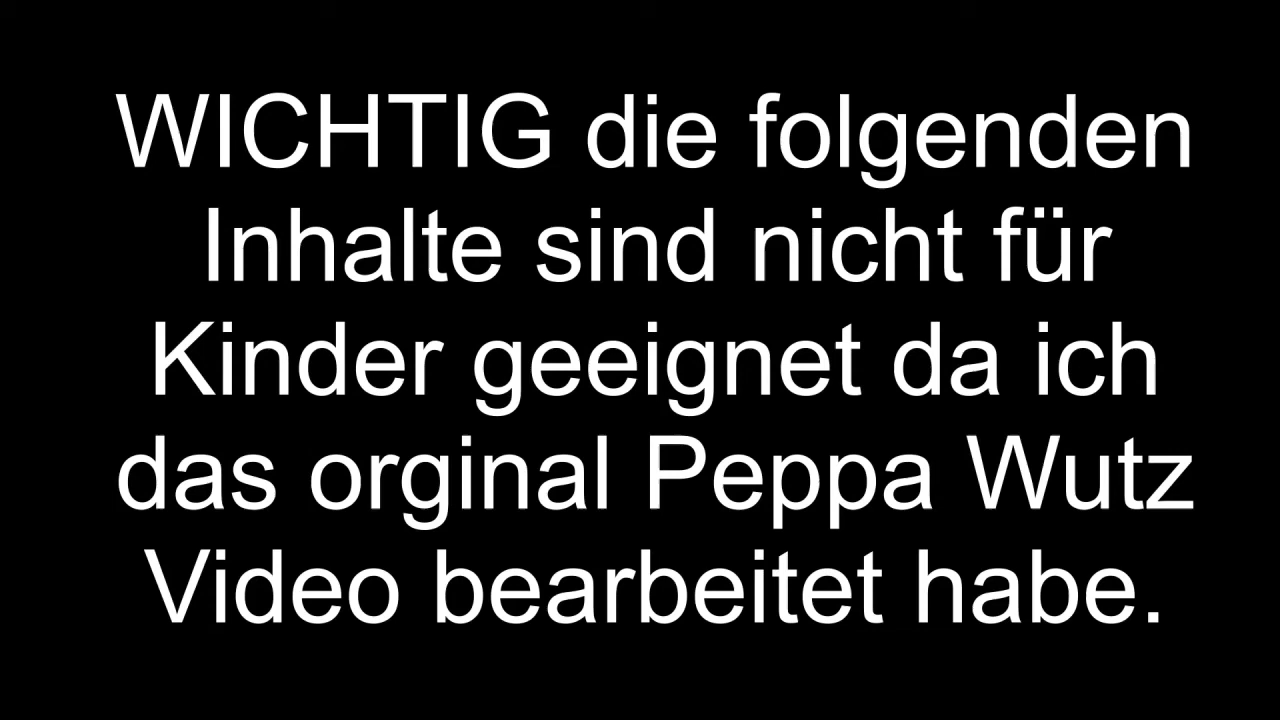 WICHTIG die folgenden
Inhalte sind nicht für
Kinder geeignet da ich
das orginal Peppa Wutz
Video bearbeitet habe.